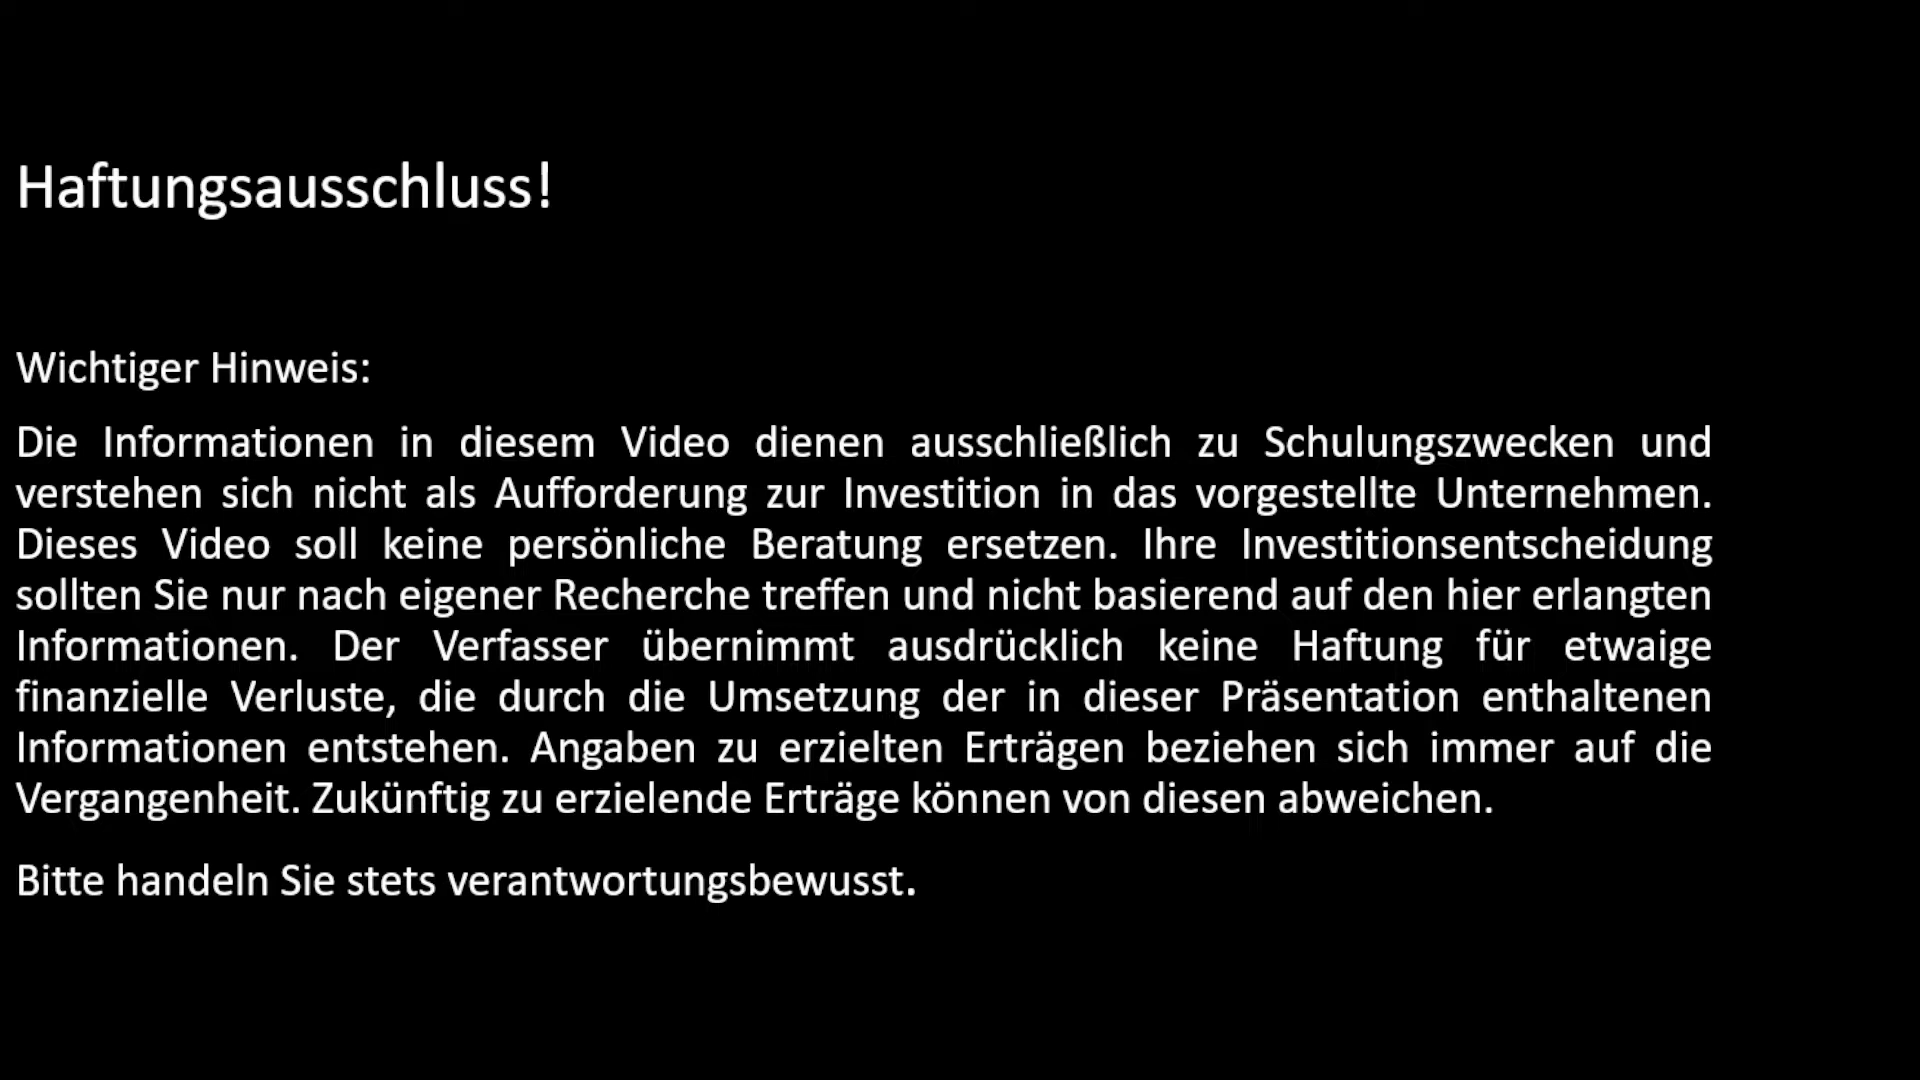 Haftungsausschluss!
Wichtiger Hinweis:
Die Informationen in diesem Video dienen ausschließlich zu Schulungszwecken und
verstehen sich nicht als Aufforderung zur Investition in das vorgestellte Unternehmen.
Dieses Video soll keine persönliche Beratung ersetzen. Ihre Investitionsentscheidung
sollten Sie nur nach eigener Recherche treffen und nicht basierend auf den hier erlangten
Informationen. Der Verfasser übernimmt ausdrücklich keine Haftung für etwaige
finanzielle Verluste, die durch die Umsetzung der in dieser Präsentation enthaltenen
Informationen entstehen. Angaben zu erzielten Erträgen beziehen sich immer auf die
Vergangenheit. Zukünftig zu erzielende Erträge können von diesen abweichen.
Bitte handeln Sie stets verantwortungsbewusst.